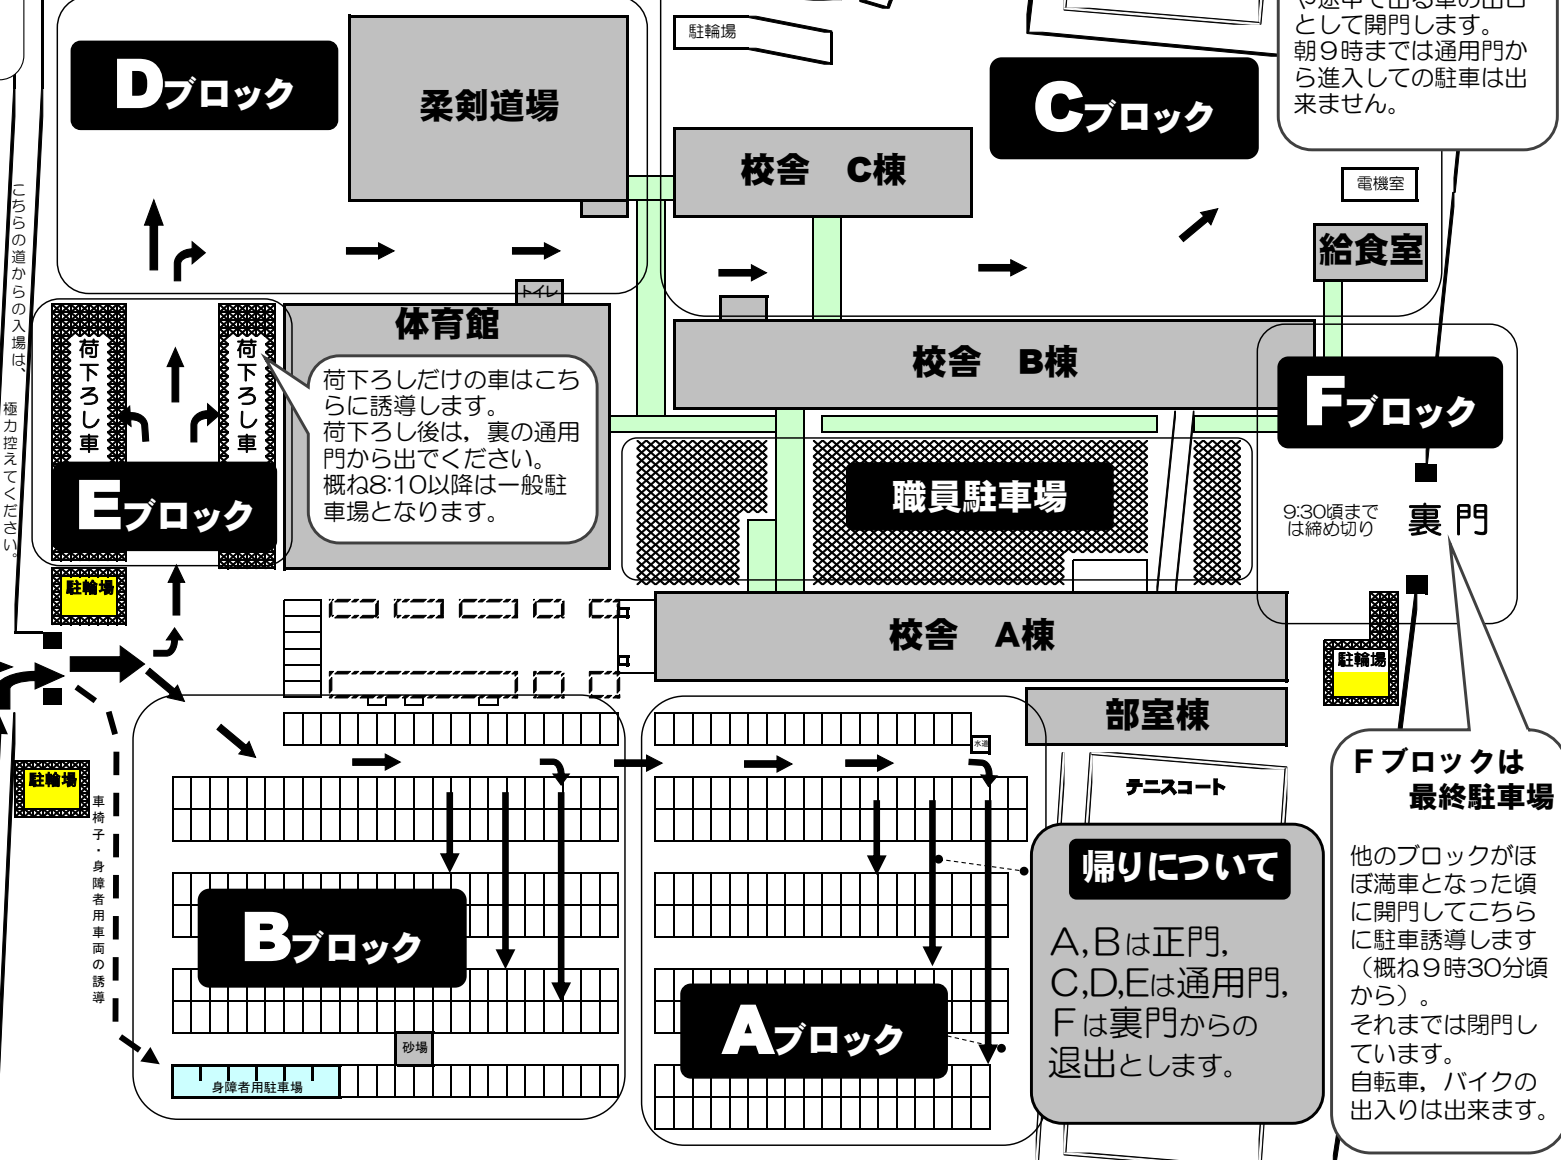 として開門します。
朝９時までは通用門か
ら進入しての駐車は出
来ません。
駐輪場
Dブロック
柔剣道場
Cブロック
校舎　C棟
電機室
給食室
こちらの道からの入場は、
極力控えてください。
トイレ
体育館
校舎　B棟
荷下ろし車
荷下ろし車
荷下ろしだけの車はこち
らに誘導します。
荷下ろし後は，裏の通用
門から出でください。
概ね8:10以降は一般駐
車場となります。
Fブロック
Eブロック
職員駐車場
9:30頃まで
は締め切り
裏門
駐輪場
校舎　A棟
駐輪場
部室棟
水道
駐輪場
車椅子・身障者用車両の誘導
テニスコート
Ｆブロックは
最終駐車場
他のブロックがほ
ぼ満車となった頃
に開門してこちら
に駐車誘導します
（概ね９時30分頃
から）。
それまでは閉門し
ています。
自転車，バイクの
出入りは出来ます。
帰りについて
A,Bは正門，
C,D,Eは通用門，
Ｆは裏門からの
退出とします。
Bブロック
Aブロック
砂場
身障者用駐車場